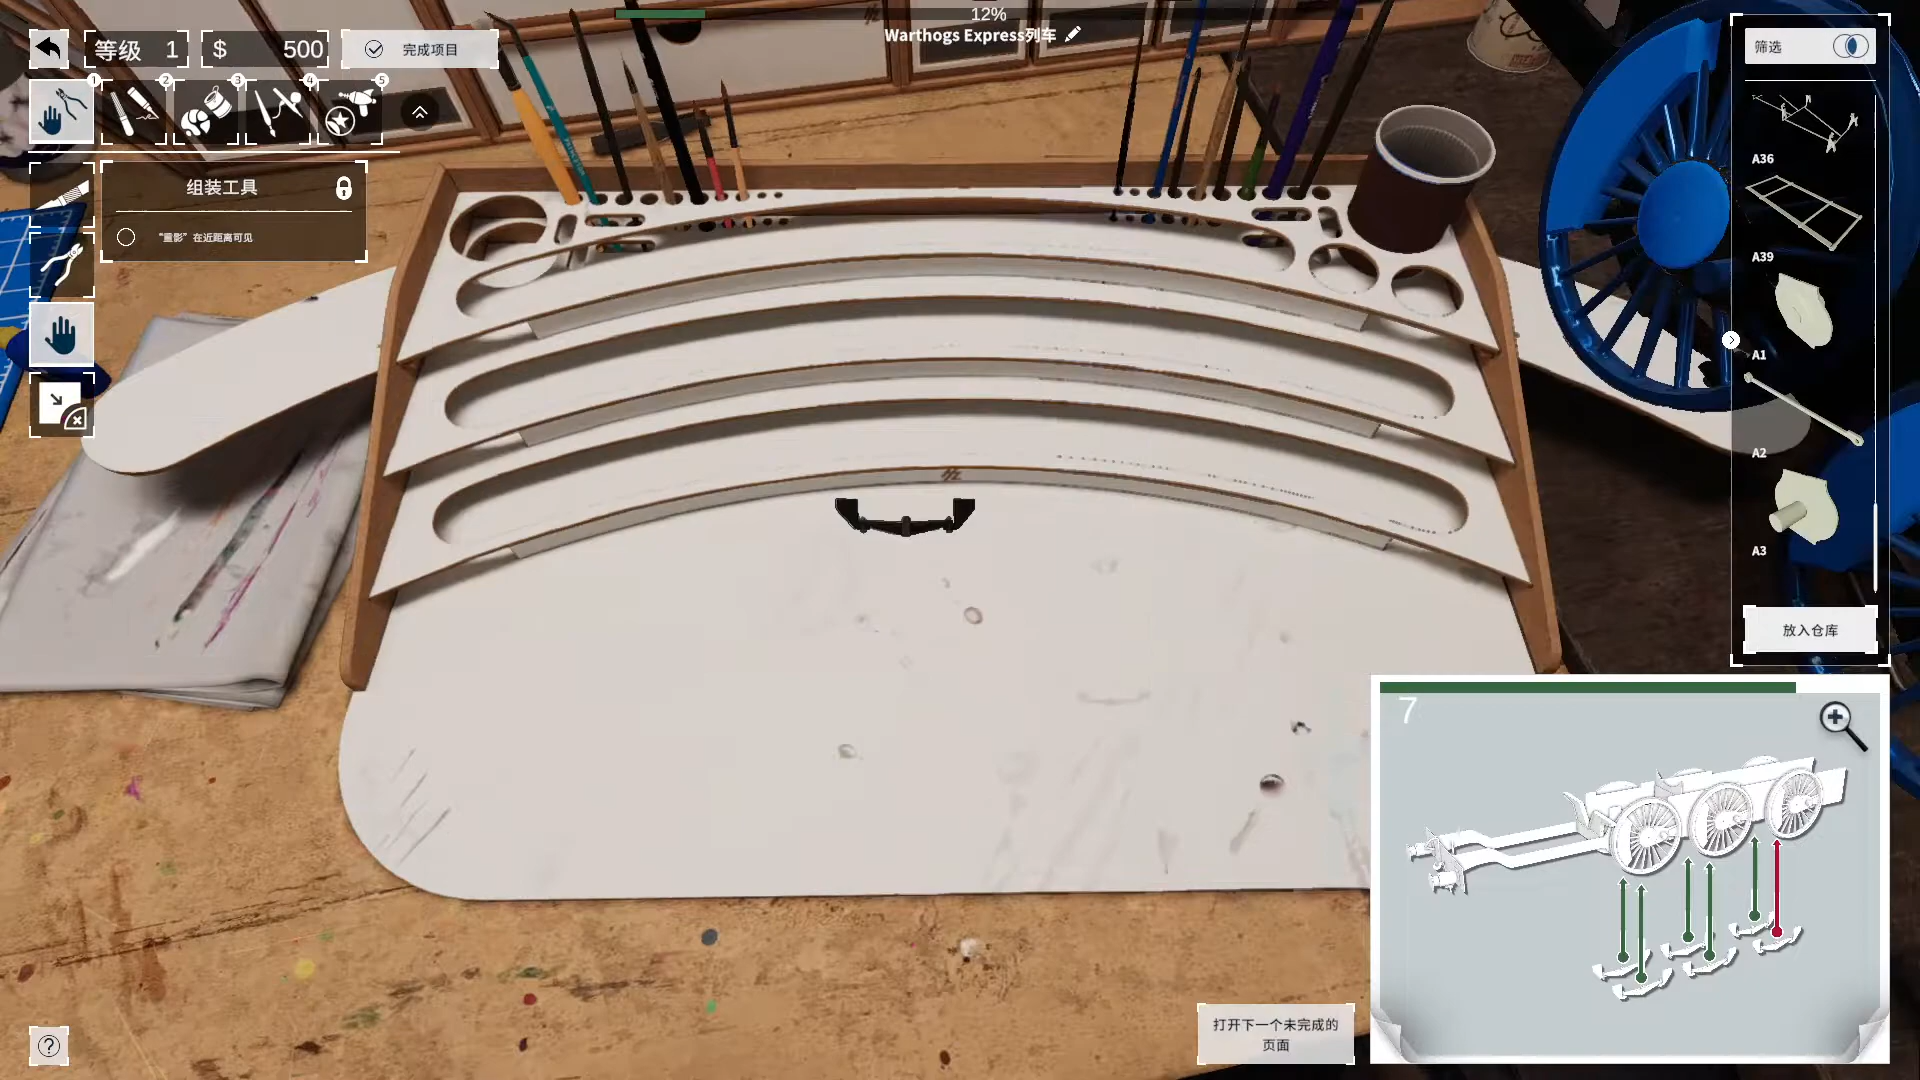 12%
Warthogs Express列车
等级 1
$ 500
完成项目
1
2
3
4
5
组装工具
“重影” 在近距离可见
筛选
A36
A39
A1
A2
A3
放入仓库
7
打开下一个未完成的
页面
?